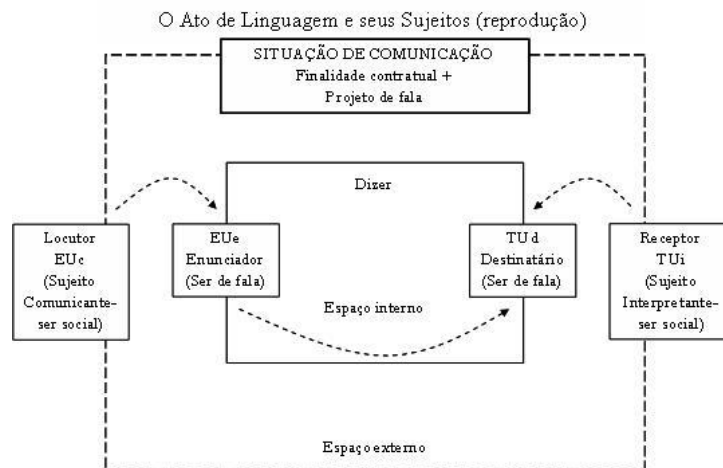 O Ato de Linguagem e seus Sujeitos (reprodução)
SITUAÇÃO DE COMUNICAÇÃO
Finalidade contratual +
Projeto de fala
Dizer
Locutor
EUc
(Sujeito
Comunicante-
ser social)
EUe
Enunciador
(Ser de fala)
TUd
Destinatário
(Ser de fala)
Receptor
TUi
(Sujeito
Interpretante-
ser social)
Espaço interno
Espaço externo